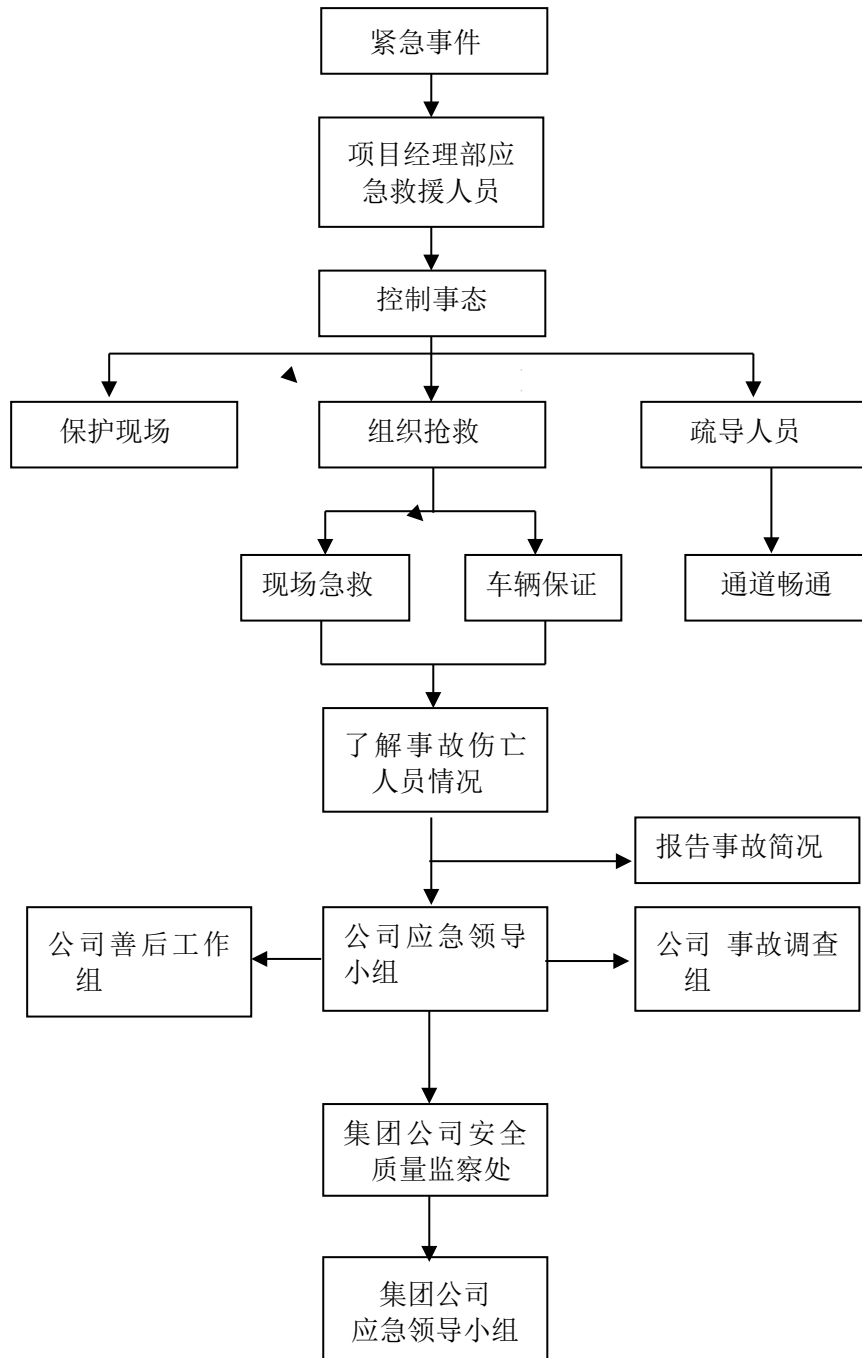 紧急事件
项目经理部应
急救援人员
控制事态
保护现场
组织抢救
疏导人员
现场急救
车辆保证
通道畅通
了解事故伤亡
人员情况
报告事故简况
公司善后工作
组
公司应急领导
小组
公司 事故调查
组
集团公司安全
质量监察处
集团公司
应急领导小组